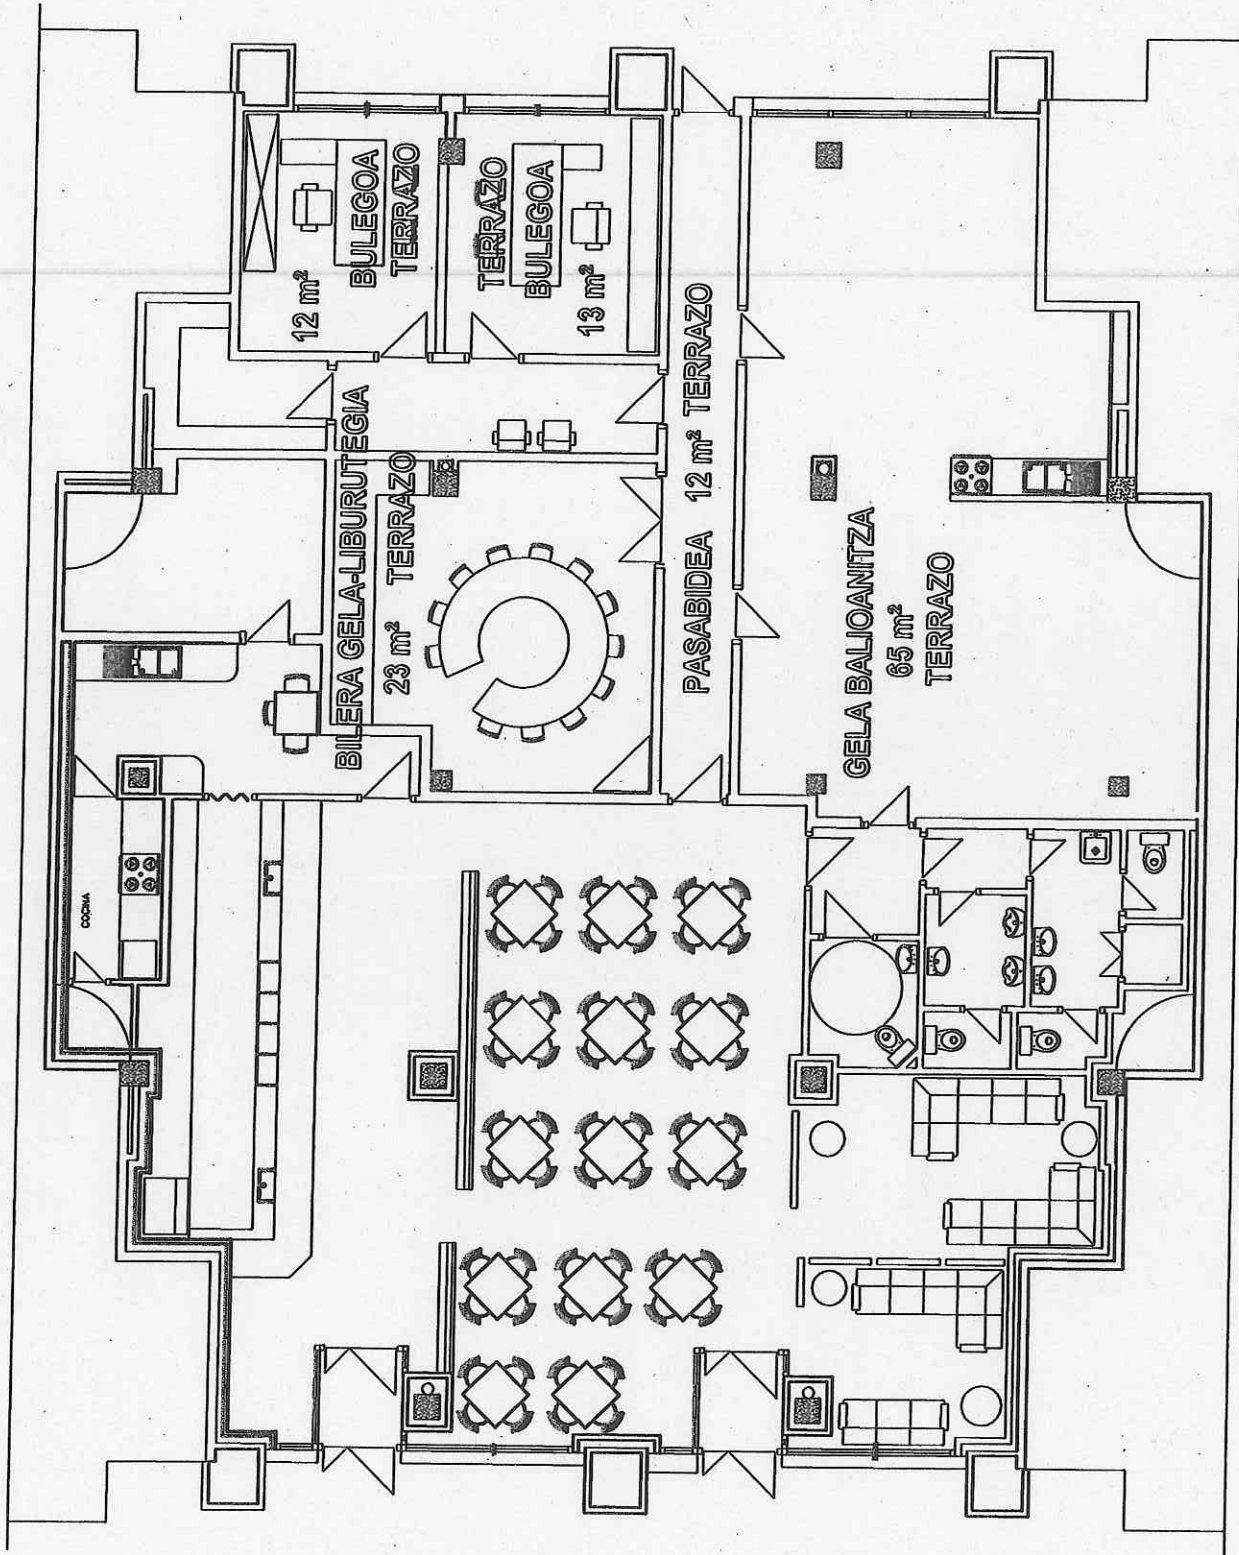 12 m²
BULEGOA
TERRAZO
TERRAZO
BULEGOA
13 m²
BILERA GELA-LIBURUTEGIA
23 m²
TERRAZO
PASABIDEA 12 m² TERRAZO
GELA BALIOANITZA
65 m²
TERRAZO
COCINA